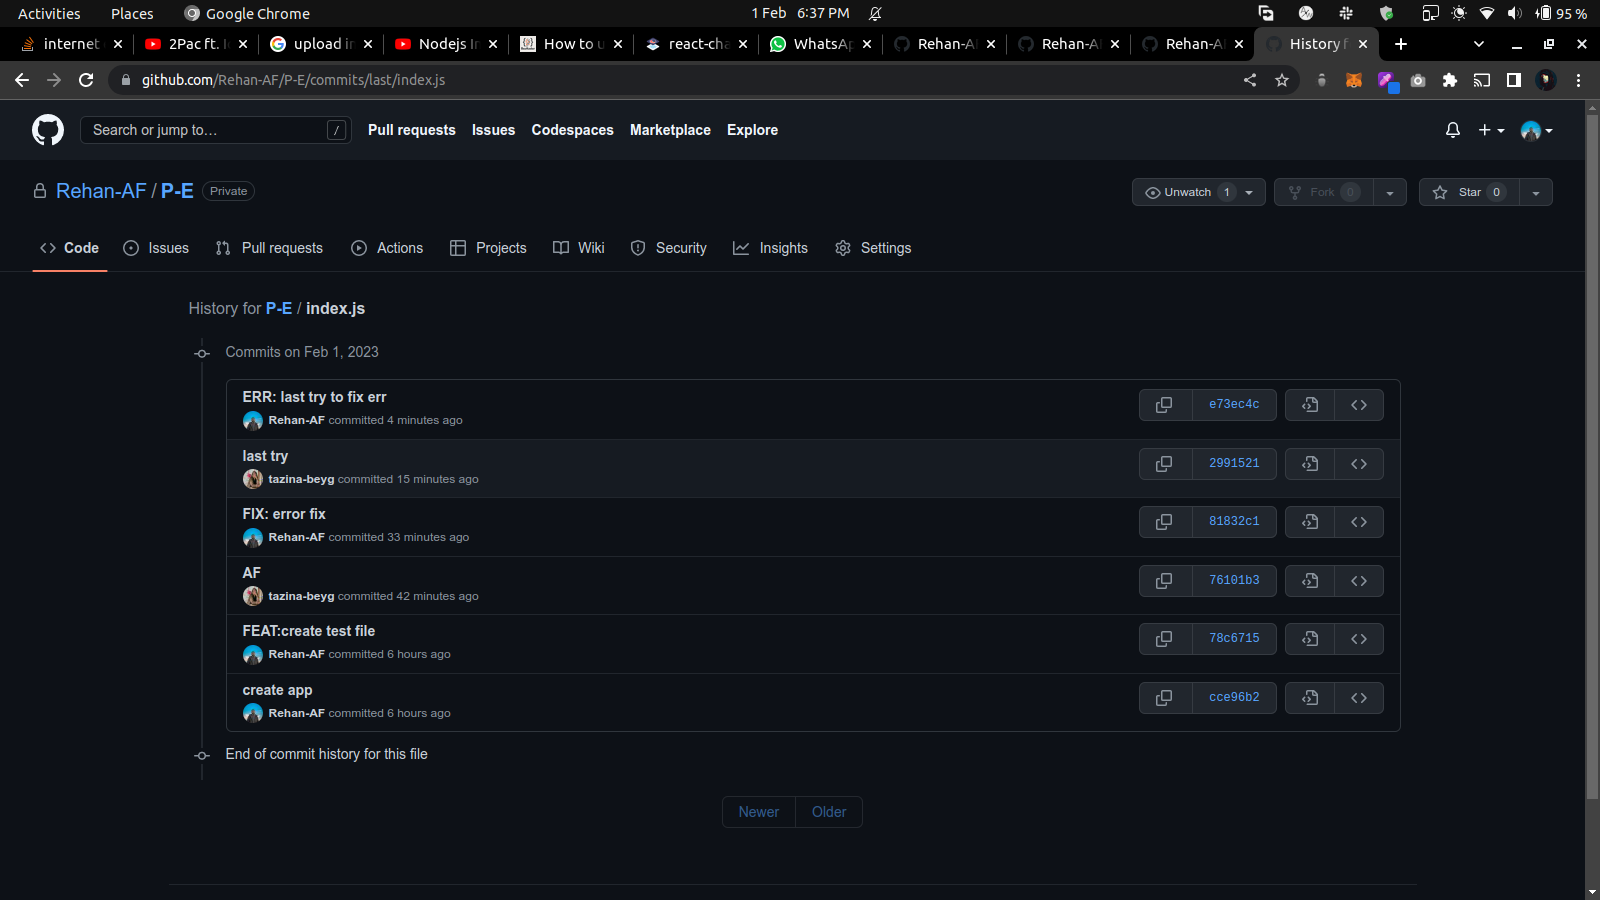 Activities Places Google Chrome 1 Feb 6:37 PM 95 %
internet 2Pac ft. upload in Nodejs In How to u react-cha WhatsAp Rehan-A Rehan-A Rehan-A History f
github.com/Rehan-AF/P-E/commits/last/index.js
Search or jump to… / Pull requests Issues Codespaces Marketplace Explore
Rehan-AF / P-E Private Unwatch 1 Fork 0 Star 0
Code Issues Pull requests Actions Projects Wiki Security Insights Settings
History for P-E / index.js
Commits on Feb 1, 2023
ERR: last try to fix err
Rehan-AF committed 4 minutes ago e73ec4c
last try
tazina-beyg committed 15 minutes ago 2991521
FIX: error fix
Rehan-AF committed 33 minutes ago 81832c1
AF
tazina-beyg committed 42 minutes ago 76101b3
FEAT:create test file
Rehan-AF committed 6 hours ago 78c6715
create app
Rehan-AF committed 6 hours ago cce96b2
End of commit history for this file
Newer Older